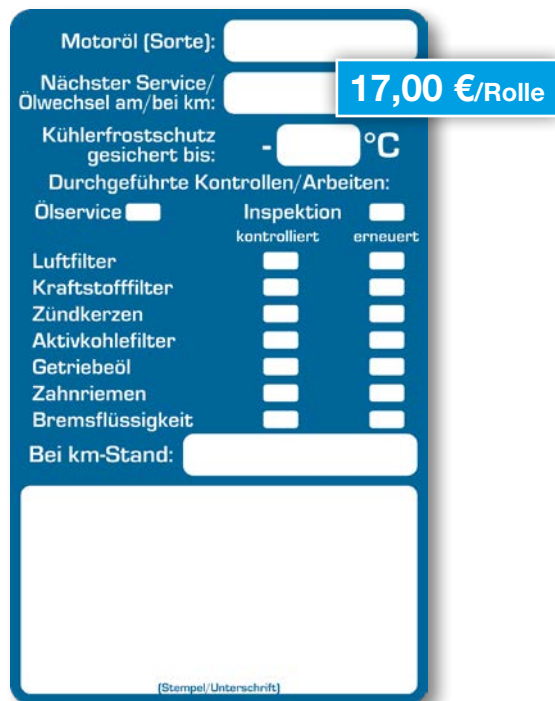 Motoröl (Sorte):
17,00 €/Rolle
Nächster Service/
Ölwechsel am/bei km:
Kühlerfrostschutz
gesichert bis: - °C
Durchgeführte Kontrollen/Arbeiten:
Ölservice Inspektion
kontrolliert erneuert
Luftfilter
Kraftstofffilter
Zündkerzen
Aktivkohlefilter
Getriebeöl
Zahnriemen
Bremsflüssigkeit
Bei km-Stand:
(Stempel/Unterschrift)